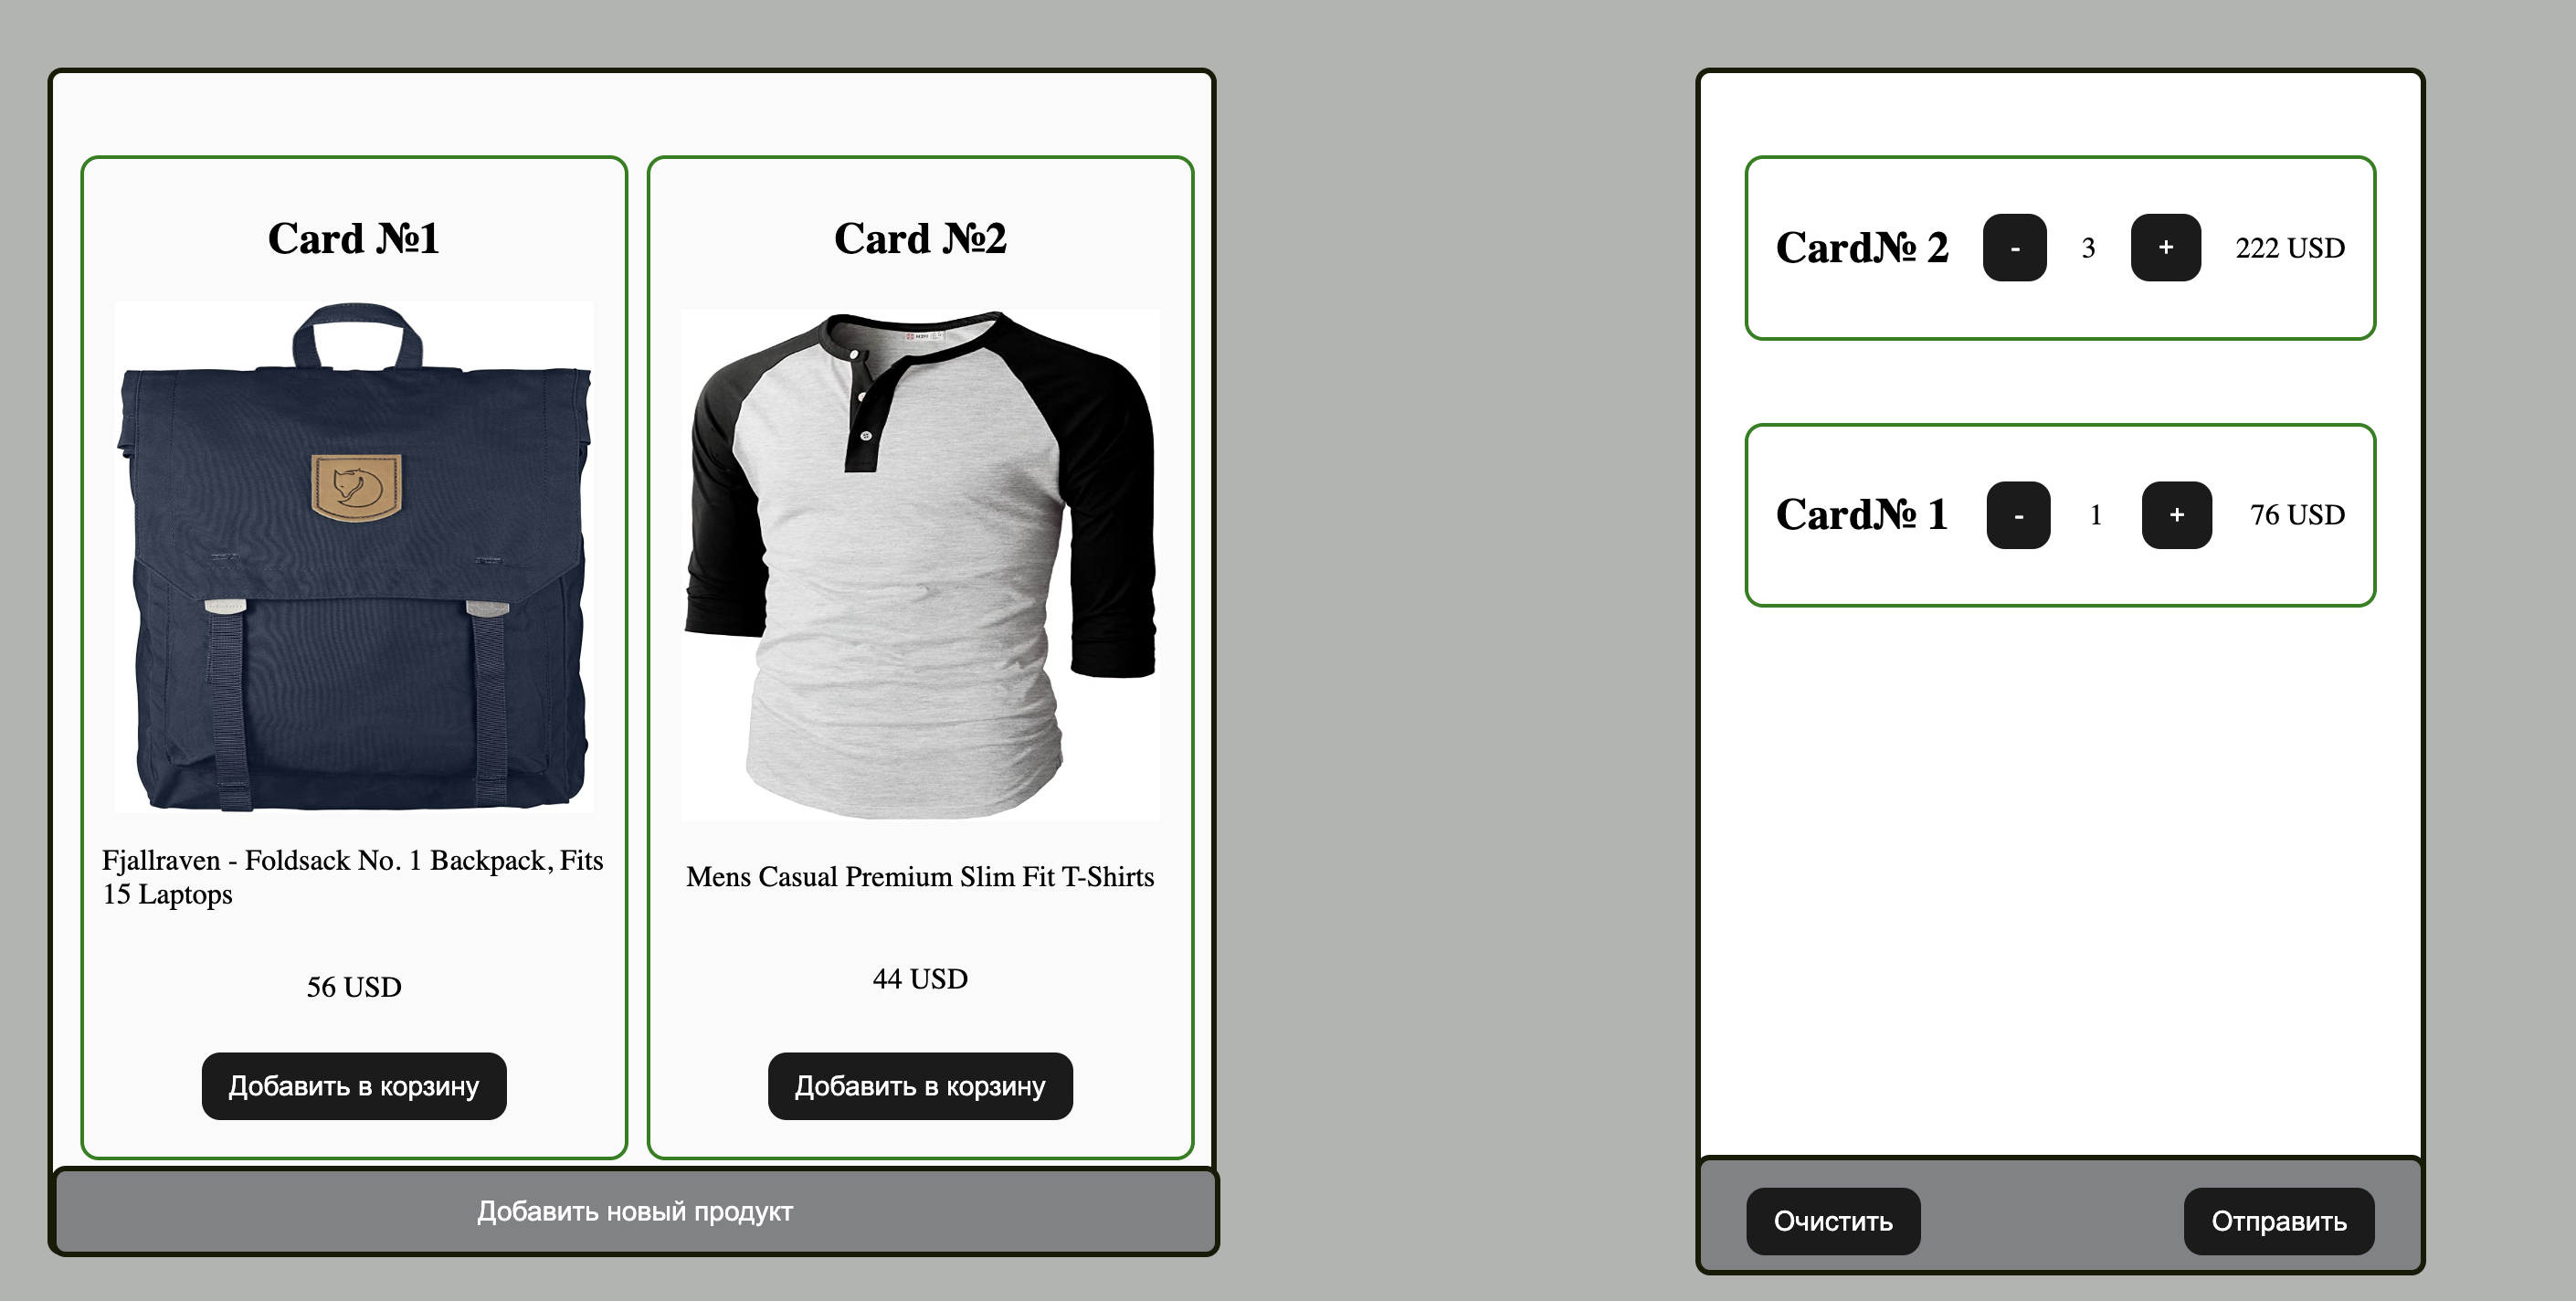 Card №1
Fjallraven - Foldsack No. 1 Backpack, Fits
15 Laptops
56 USD
Добавить в корзину
Card №2
Mens Casual Premium Slim Fit T-Shirts
44 USD
Добавить в корзину
Добавить новый продукт
Card№ 2 - 3 + 222 USD
Card№ 1 - 1 + 76 USD
Очистить Отправить